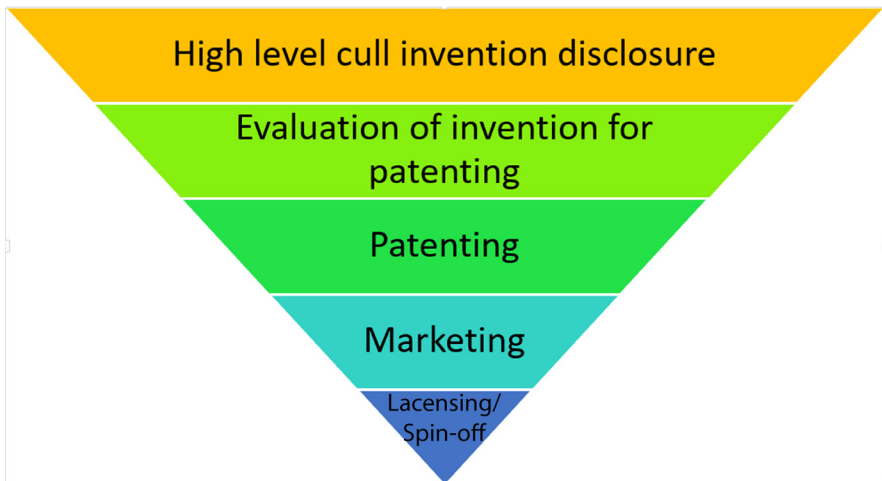 High level cull invention disclosure
Evaluation of invention for
patenting
Patenting
Marketing
Lacensing/
Spin-off